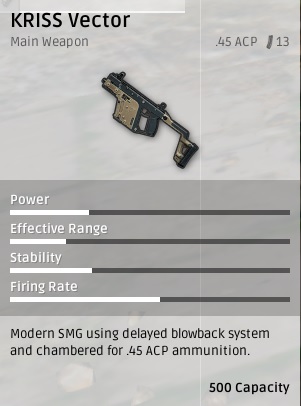 KRISS Vector
Main Weapon .45 ACP 13
Power
Effective Range
Stability
Firing Rate
Modern SMG using delayed blowback system
and chambered for .45 ACP ammunition.
500 Capacity